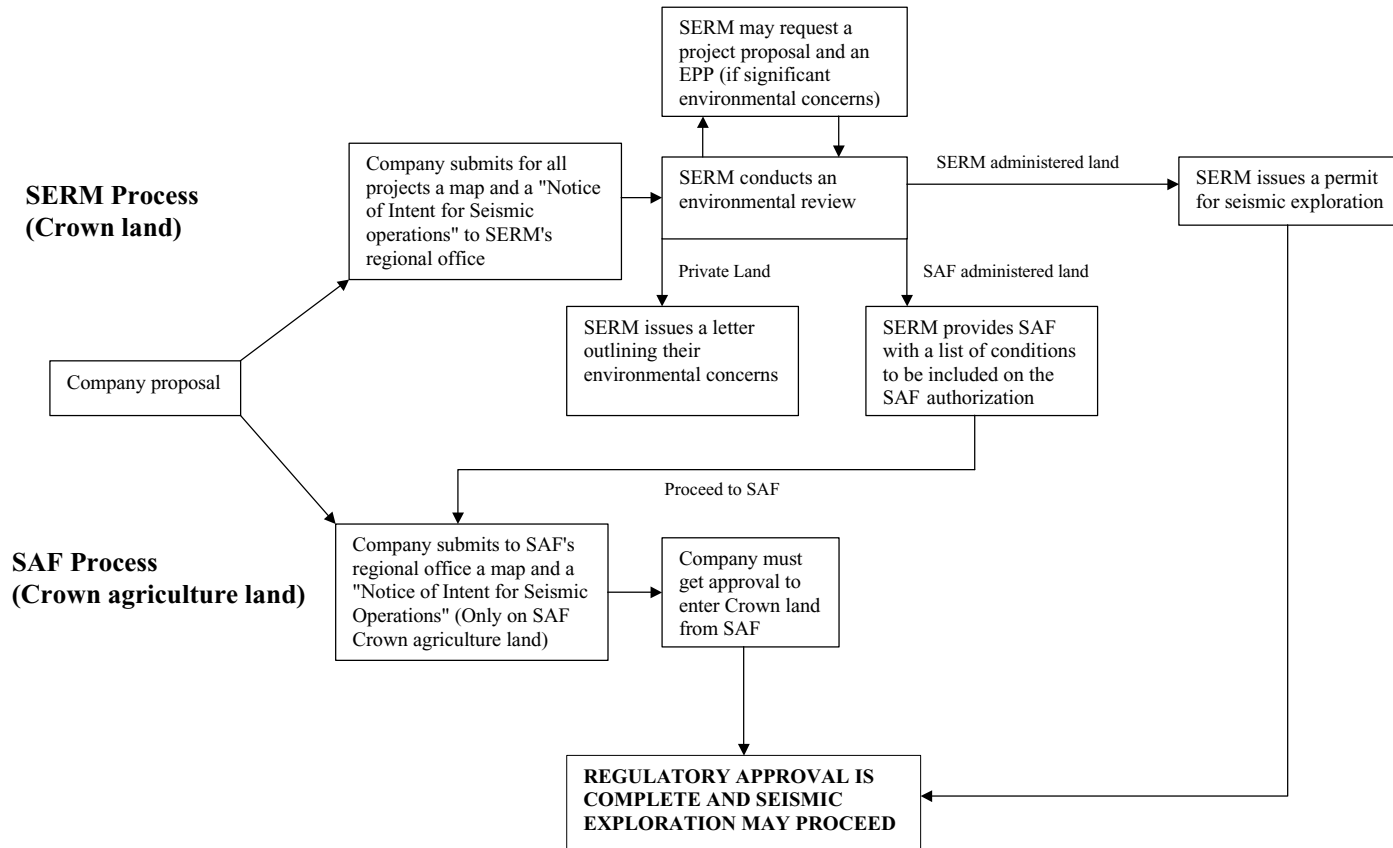 SERM may request a
project proposal and an
EPP (if significant
environmental concerns)
SERM Process
(Crown land)
Company submits for all
projects a map and a "Notice
of Intent for Seismic
operations" to SERM's
regional office
SERM conducts an
environmental review
SERM administered land
SERM issues a permit
for seismic exploration
Private Land
SAF administered land
SERM issues a letter
outlining their
environmental concerns
SERM provides SAF
with a list of conditions
to be included on the
SAF authorization
Company proposal
Proceed to SAF
SAF Process
(Crown agriculture land)
Company submits to SAF's
regional office a map and a
"Notice of Intent for Seismic
Operations" (Only on SAF
Crown agriculture land)
Company must
get approval to
enter Crown land
from SAF
REGULATORY APPROVAL IS
COMPLETE AND SEISMIC
EXPLORATION MAY PROCEED